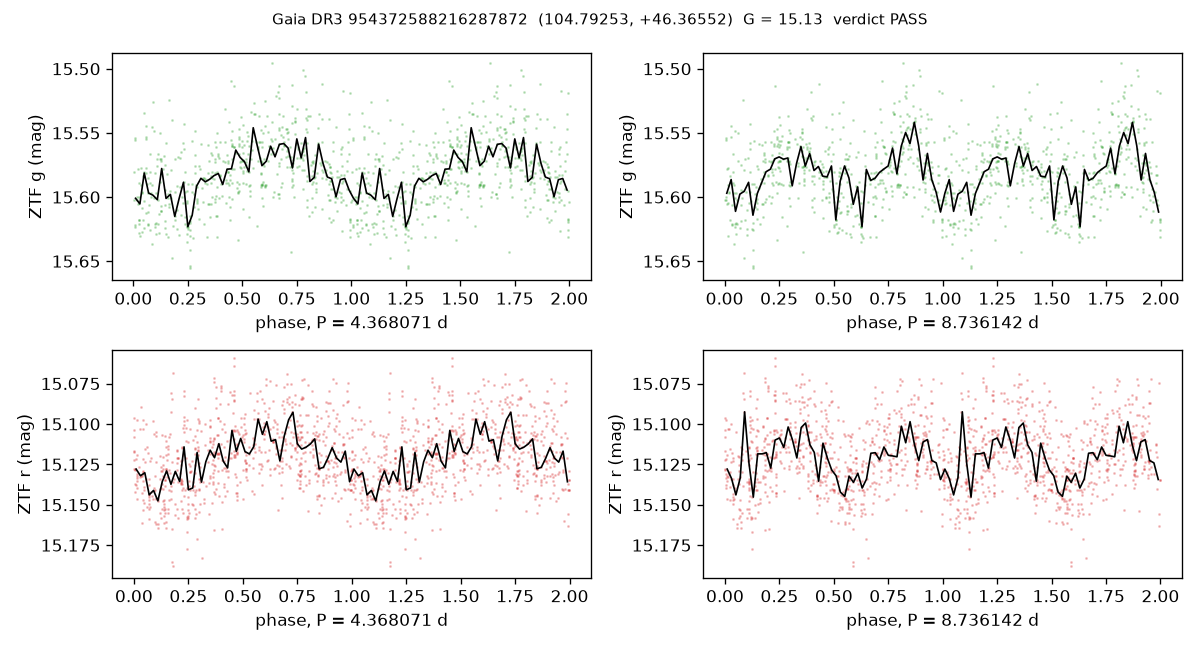 Gaia DR3 954372588216287872  (104.79253, +46.36552)  G = 15.13  verdict PASS
ZTF g (mag)
15.50
15.55
15.60
15.65
0.00 0.25 0.50 0.75 1.00 1.25 1.50 1.75 2.00
phase, P = 4.368071 d
ZTF g (mag)
15.50
15.55
15.60
15.65
0.00 0.25 0.50 0.75 1.00 1.25 1.50 1.75 2.00
phase, P = 8.736142 d
ZTF r (mag)
15.075
15.100
15.125
15.150
15.175
0.00 0.25 0.50 0.75 1.00 1.25 1.50 1.75 2.00
phase, P = 4.368071 d
ZTF r (mag)
15.075
15.100
15.125
15.150
15.175
0.00 0.25 0.50 0.75 1.00 1.25 1.50 1.75 2.00
phase, P = 8.736142 d